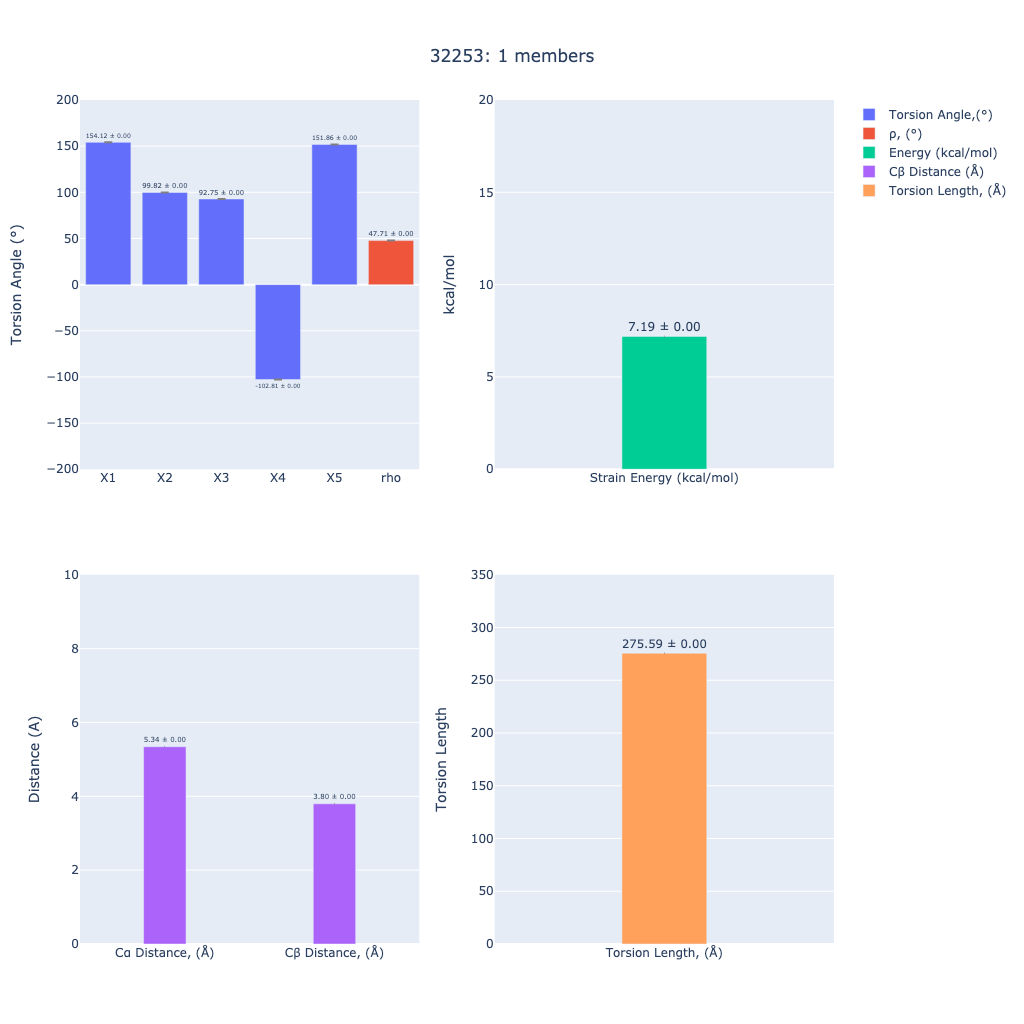 32253: 1 members
Torsion Angle (°)
200
150
100
50
0
−50
−100
−150
−200
154.12 ± 0.00
99.82 ± 0.00
92.75 ± 0.00
-102.81 ± 0.00
151.86 ± 0.00
47.71 ± 0.00
X1 X2 X3 X4 X5 rho
kcal/mol
20
15
10
5
0
7.19 ± 0.00
Strain Energy (kcal/mol)
Torsion Angle,(°)
ρ, (°)
Energy (kcal/mol)
Cβ Distance (Å)
Torsion Length, (Å)
Distance (A)
10
8
6
4
2
0
5.34 ± 0.00
3.80 ± 0.00
Cα Distance, (Å) Cβ Distance, (Å)
Torsion Length
350
300
250
200
150
100
50
0
275.59 ± 0.00
Torsion Length, (Å)